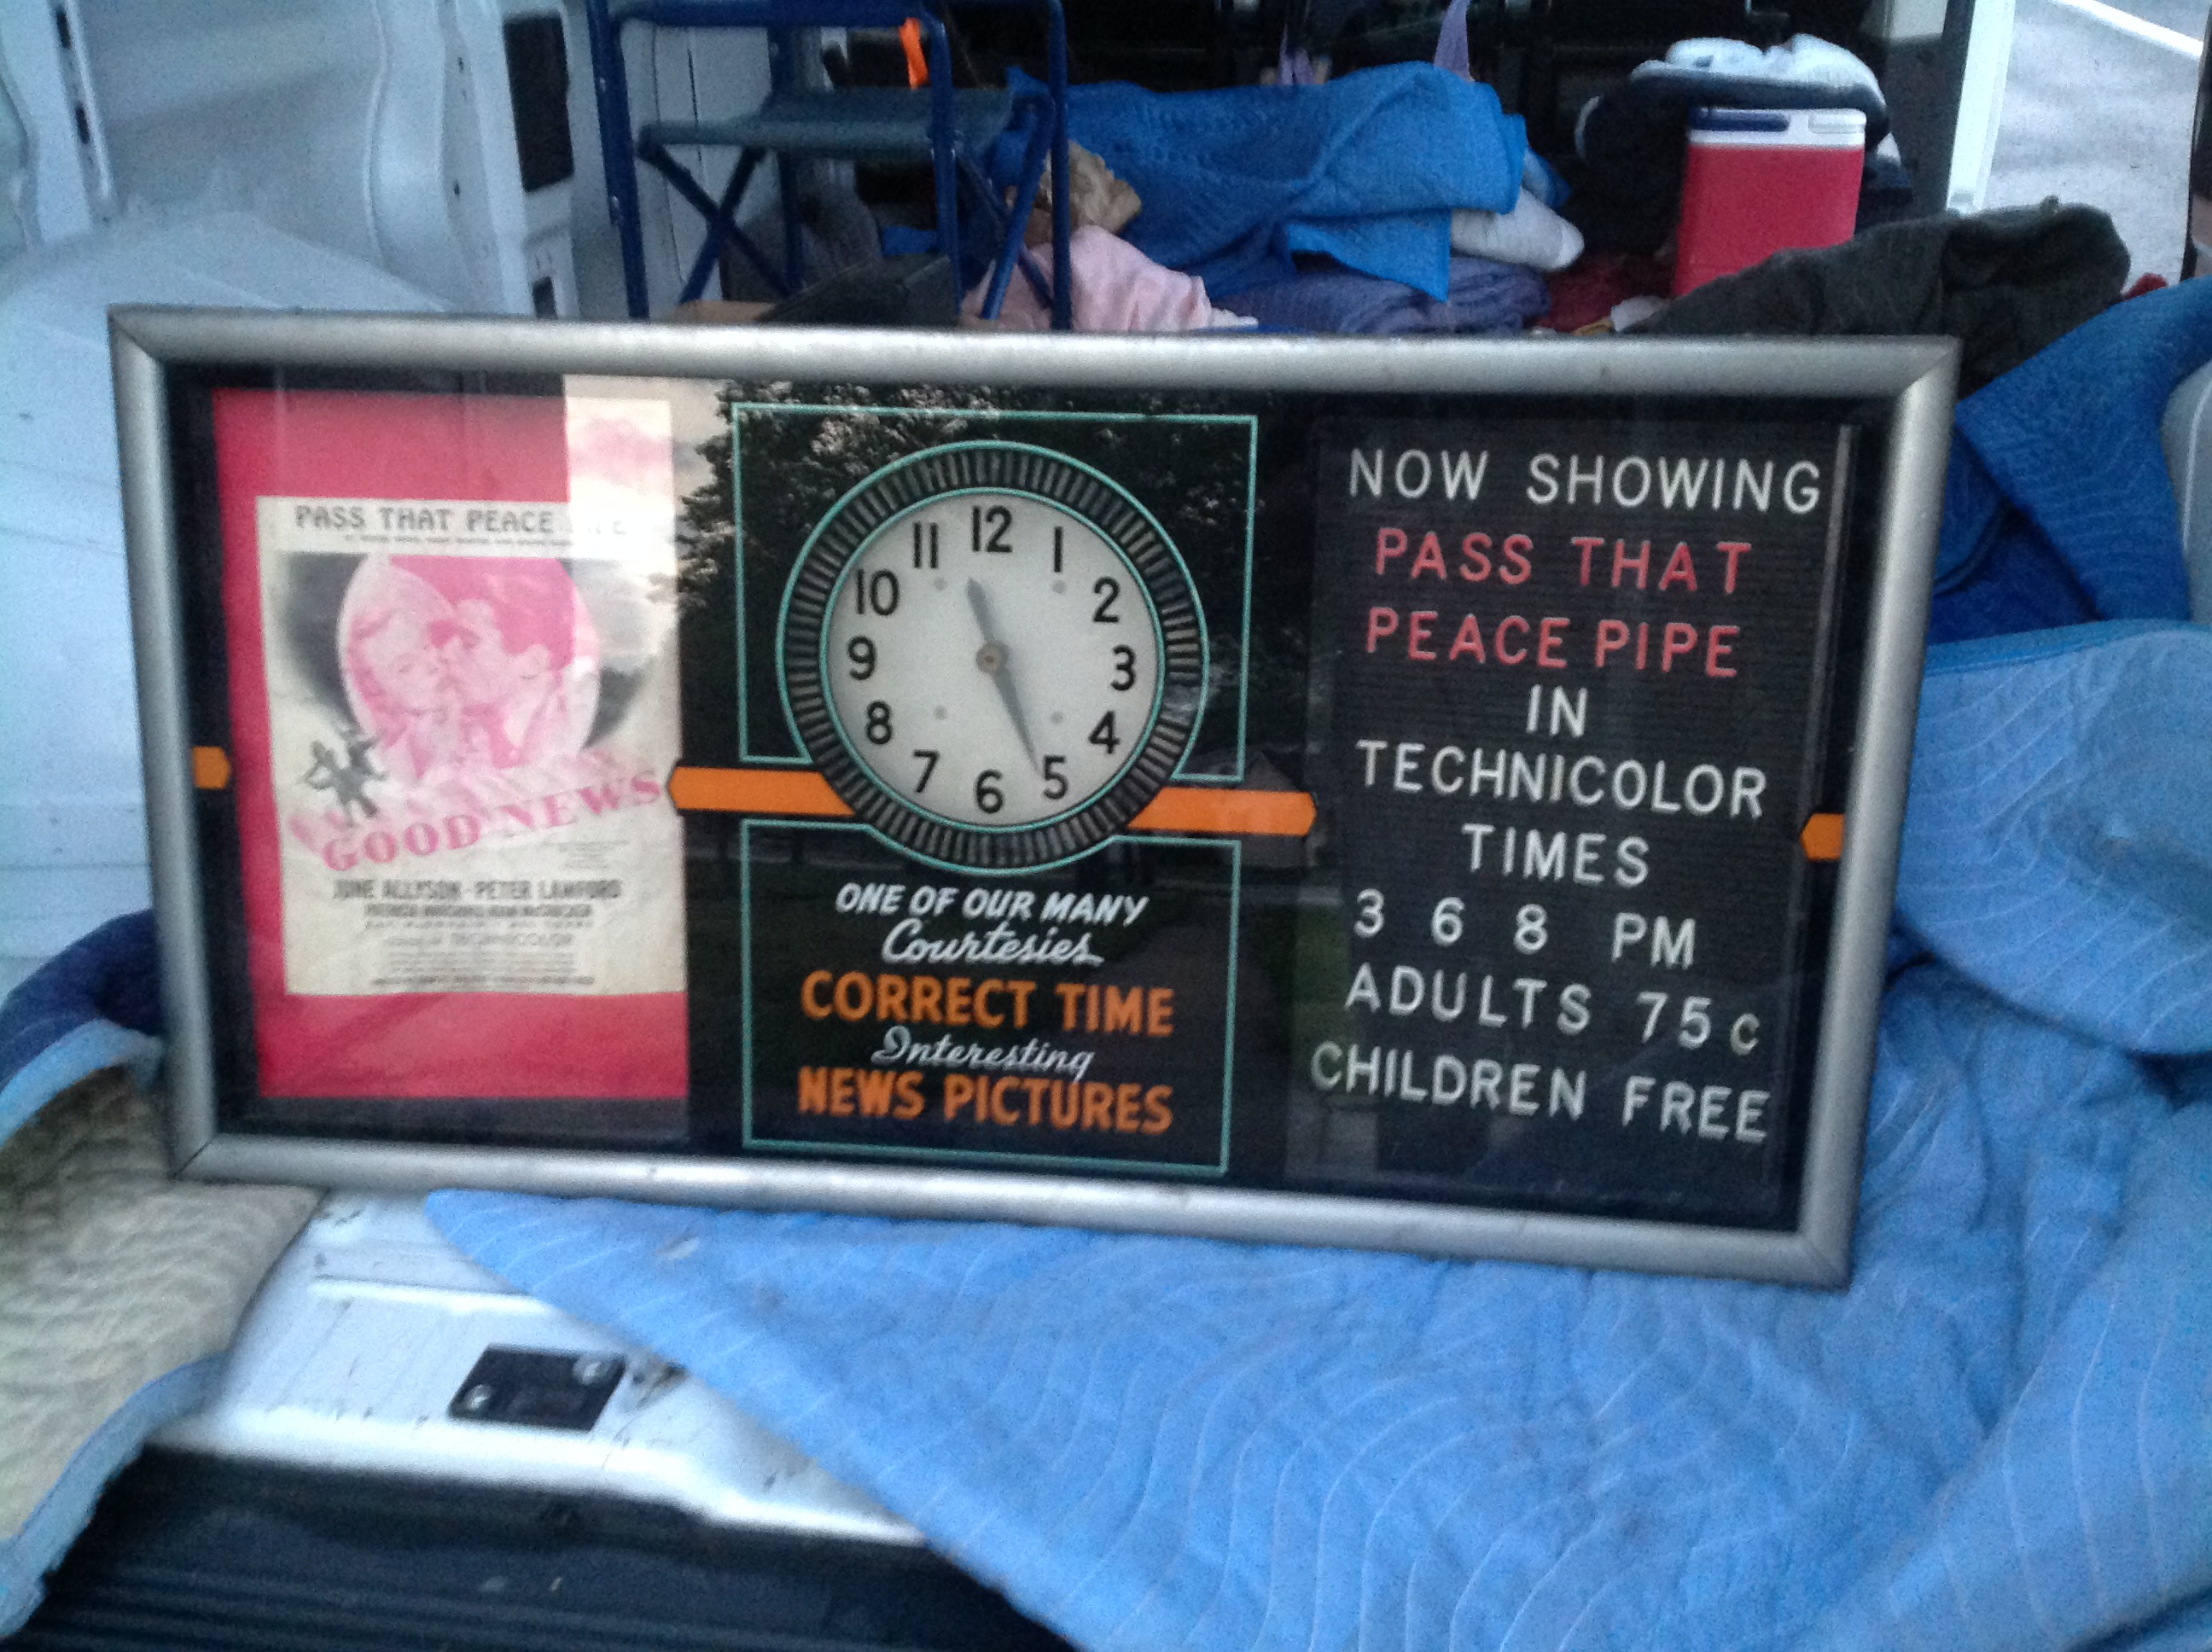 PASS THAT PEACE
GOOD NEWS
JUNE ALLYSON - PETER LAWFORD
TECHNICOLOR
12
1
2
3
4
5
6
7
8
9
10
11
ONE OF OUR MANY
Courtesies
CORRECT TIME
Interesting
NEWS PICTURES
NOW SHOWING
PASS THAT
PEACE PIPE
IN
TECHNICOLOR
TIMES
3 6 8 PM
ADULTS 75c
CHILDREN FREE